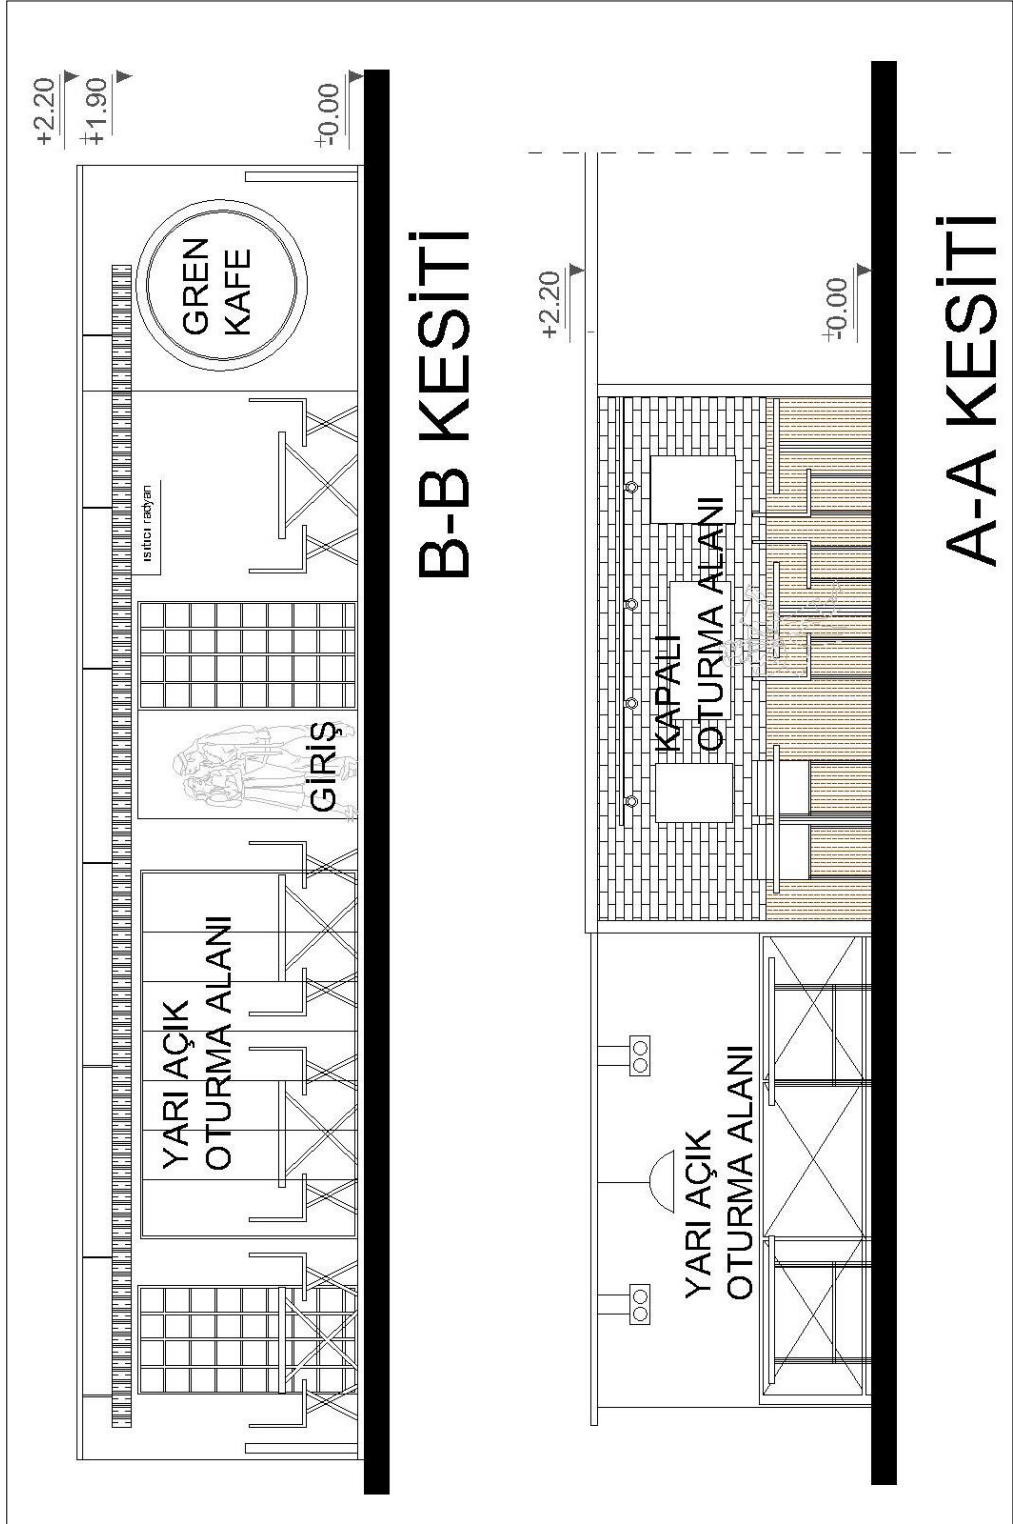 +2.20
±1.90
±0.00
GREN
KAFE
ısıtıcı radyan
GİRİŞ
YARI AÇIK
OTURMA ALANI
B-B KESİTİ
+2.20
±0.00
KAPALI
OTURMA ALANI
YARI AÇIK
OTURMA ALANI
A-A KESİTİ